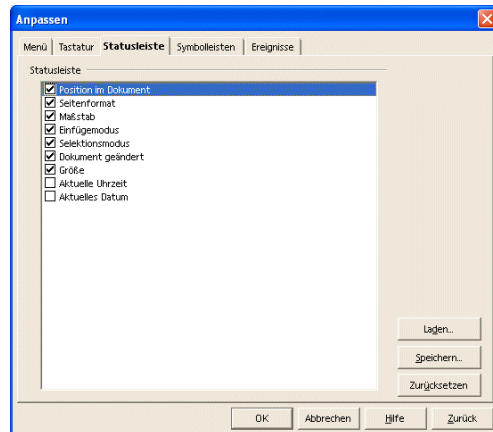 Anpassen
Menü Tastatur Statusleiste Symbolleisten Ereignisse
Statusleiste
Position im Dokument
Seitenformat
Maßstab
Einfügemodus
Selektionsmodus
Dokument geändert
Größe
Aktuelle Uhrzeit
Aktuelles Datum
Laden...
Speichern...
Zurücksetzen
OK Abbrechen Hilfe Zurück